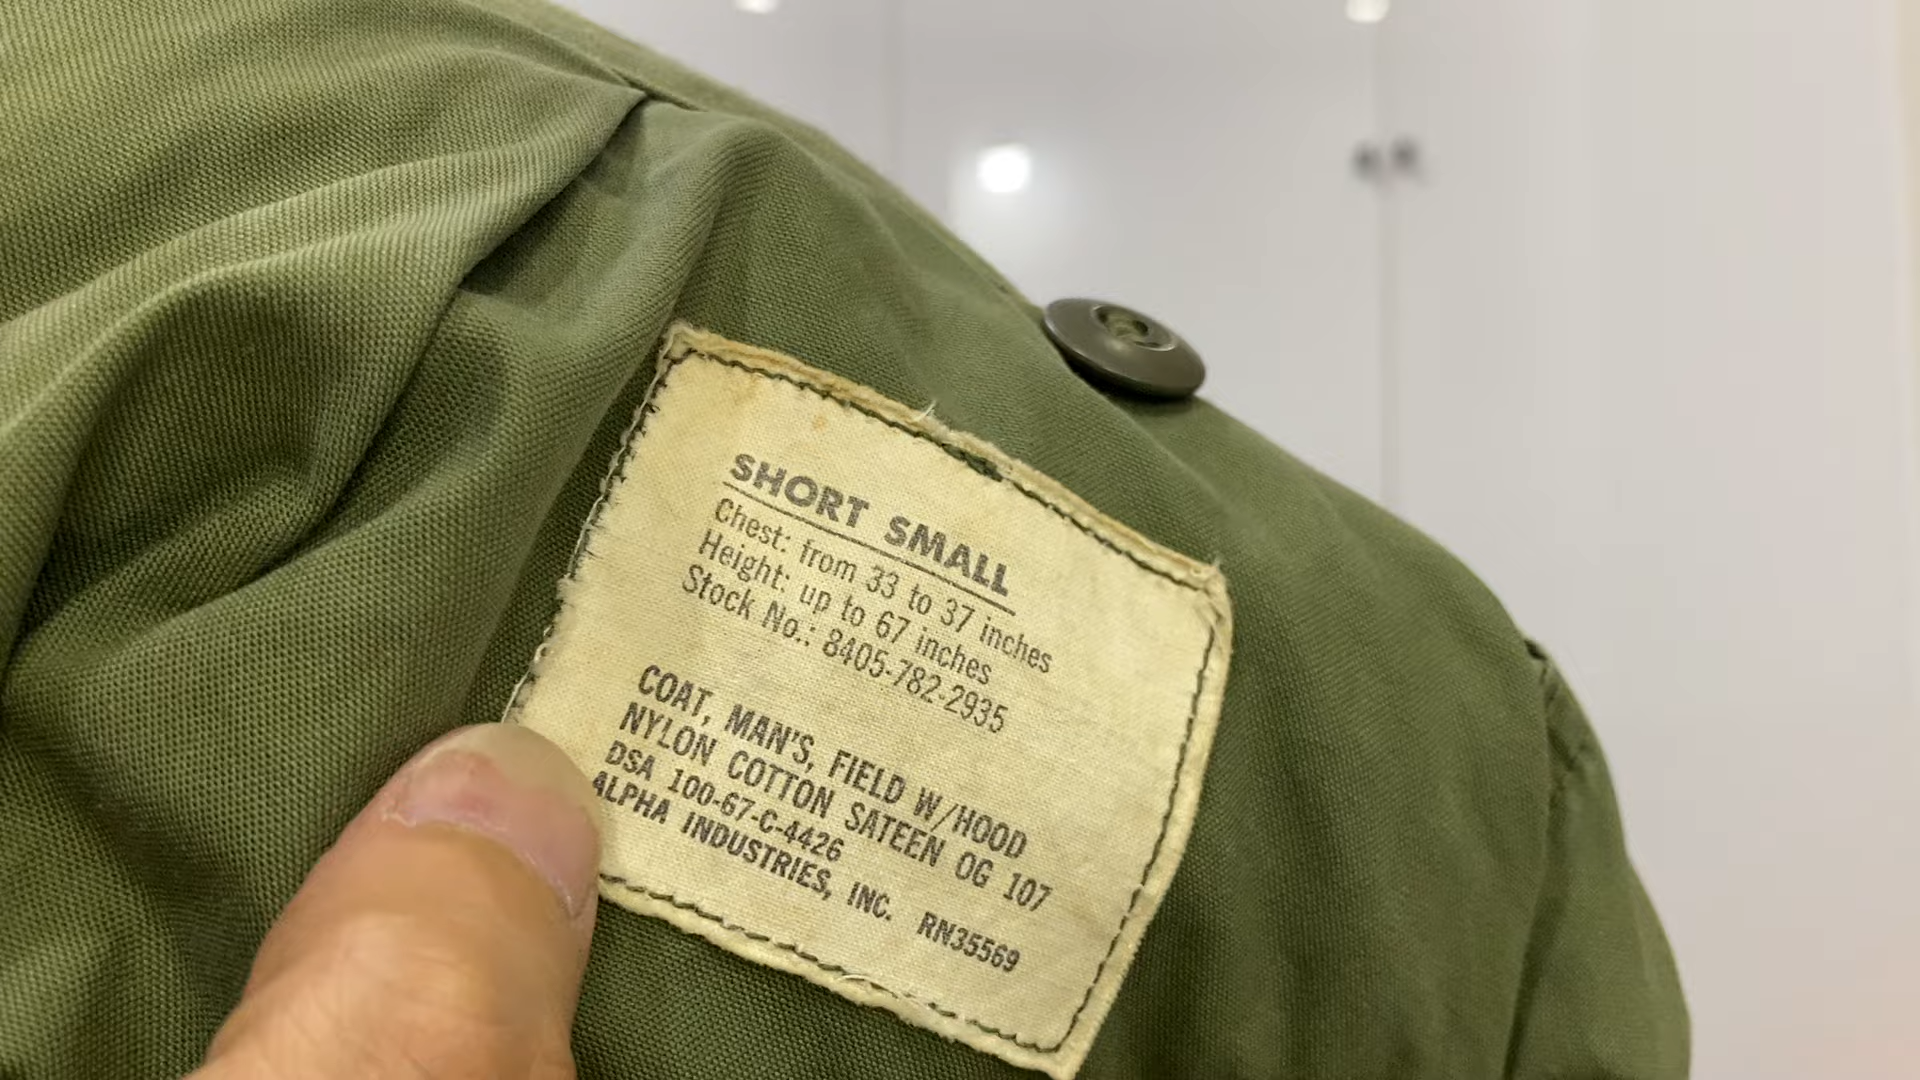 SHORT SMALL
Chest: from 33 to 37 inches
Height: up to 67 inches
Stock No.: 8405-782-2935
COAT, MAN'S, FIELD W/HOOD
NYLON COTTON SATEEN OG 107
DSA 100-67-C-4426
ALPHA INDUSTRIES, INC. RN35569